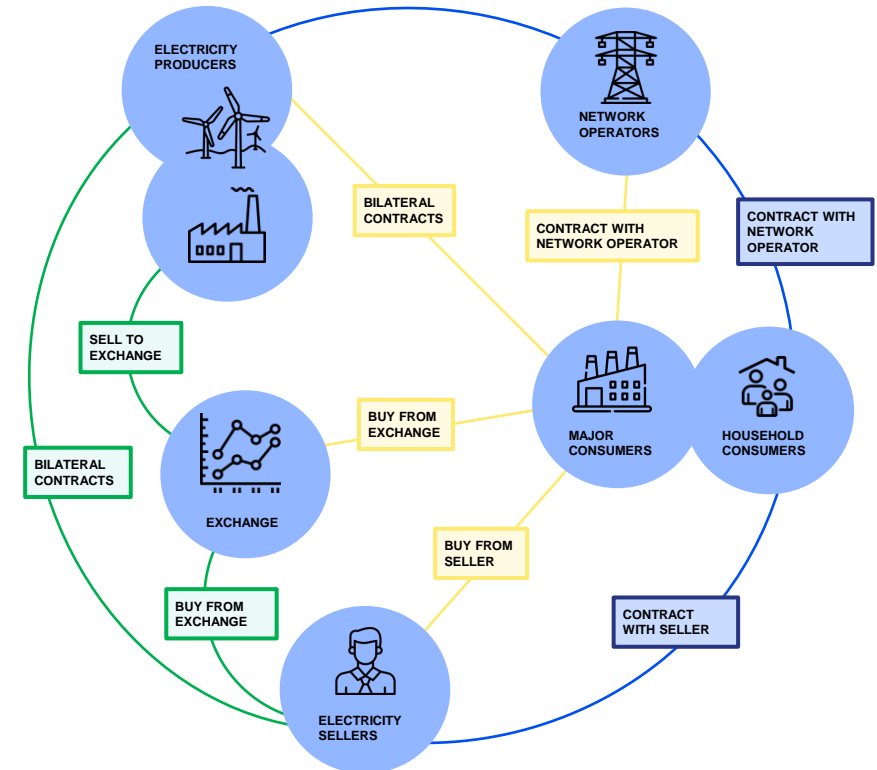 ELECTRICITY
PRODUCERS
NETWORK
OPERATORS
BILATERAL
CONTRACTS
CONTRACT WITH
NETWORK OPERATOR
CONTRACT WITH
NETWORK
OPERATOR
SELL TO
EXCHANGE
BUY FROM
EXCHANGE
MAJOR
CONSUMERS
HOUSEHOLD
CONSUMERS
BILATERAL
CONTRACTS
EXCHANGE
BUY FROM
SELLER
BUY FROM
EXCHANGE
CONTRACT
WITH SELLER
ELECTRICITY
SELLERS